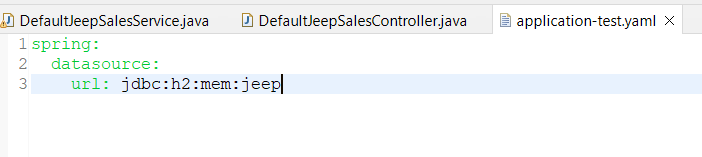 DefaultJeepSalesService.java DefaultJeepSalesController.java application-test.yaml
1 spring:
2   datasource:
3     url: jdbc:h2:mem:jeep